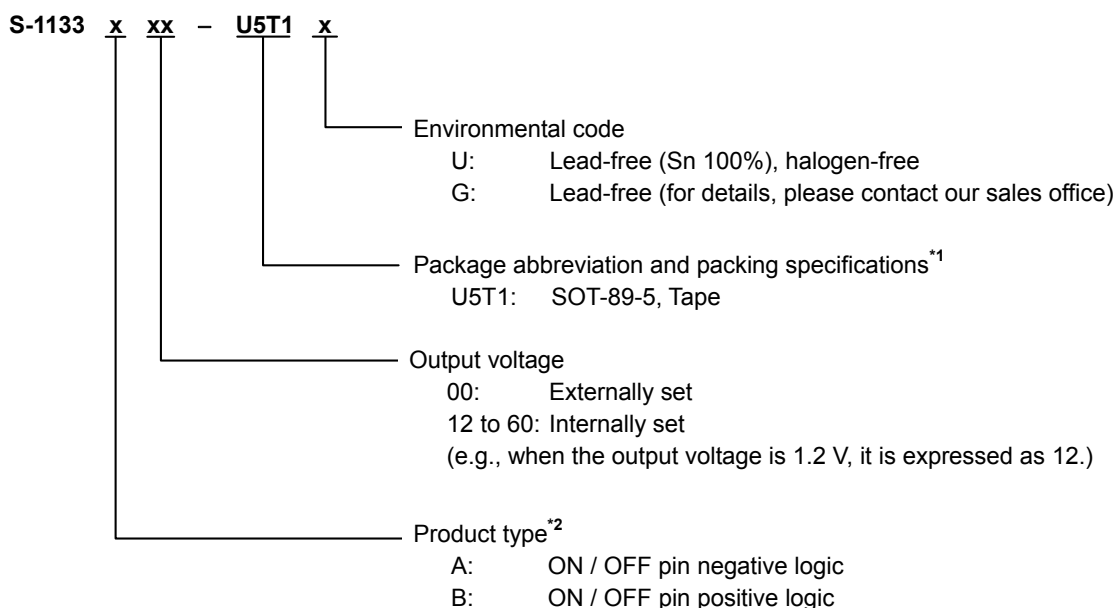 S-1133 x xx – U5T1 x
Environmental code
U: Lead-free (Sn 100%), halogen-free
G: Lead-free (for details, please contact our sales office)
Package abbreviation and packing specifications*1
U5T1: SOT-89-5, Tape
Output voltage
00: Externally set
12 to 60: Internally set
(e.g., when the output voltage is 1.2 V, it is expressed as 12.)
Product type*2
A: ON / OFF pin negative logic
B: ON / OFF pin positive logic